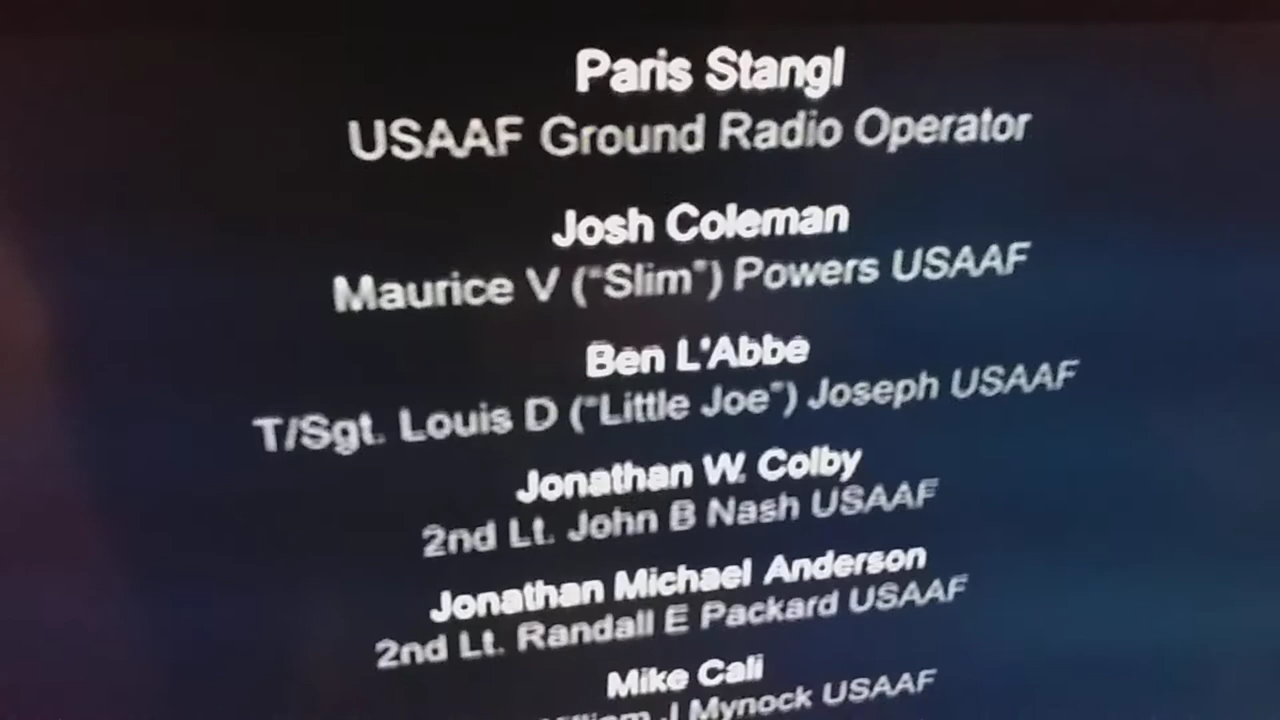 Paris Stangl
USAAF Ground Radio Operator
Josh Coleman
Maurice V ("Slim") Powers USAAF
Ben L'Abbe
T/Sgt. Louis D ("Little Joe") Joseph USAAF
Jonathan W. Colby
2nd Lt. John B Nash USAAF
Jonathan Michael Anderson
2nd Lt. Randall E Packard USAAF
Mike Cali
J Mynock USAAF